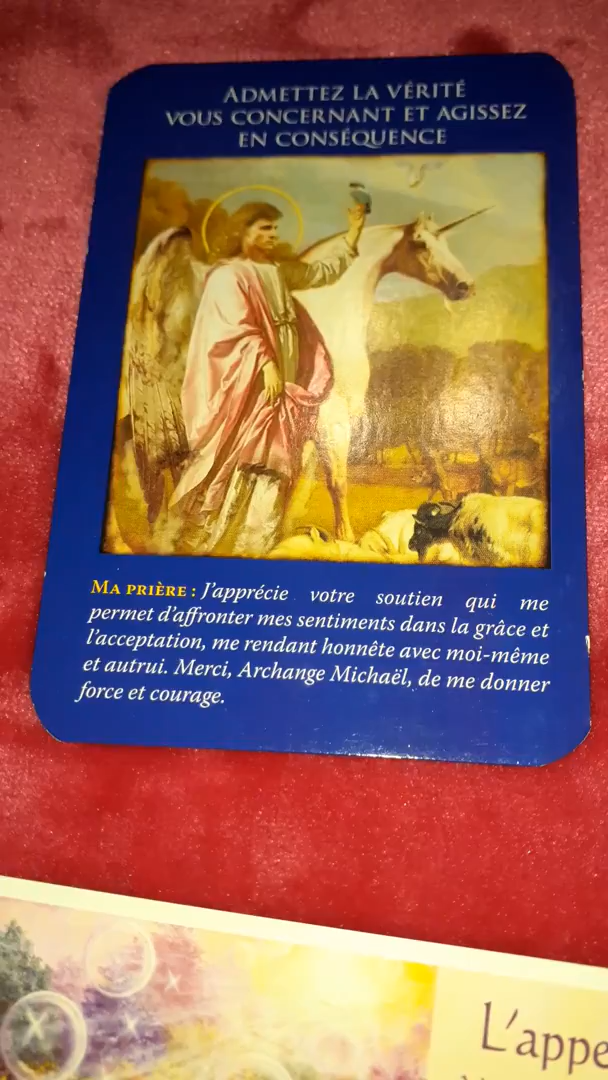 ADMETTEZ LA VÉRITÉ
VOUS CONCERNANT ET AGISSEZ
EN CONSÉQUENCE
MA PRIÈRE : J'apprécie votre soutien qui me
permet d'affronter mes sentiments dans la grâce et
l'acceptation, me rendant honnête avec moi-même
et autrui. Merci, Archange Michaël, de me donner
force et courage.
L'appe